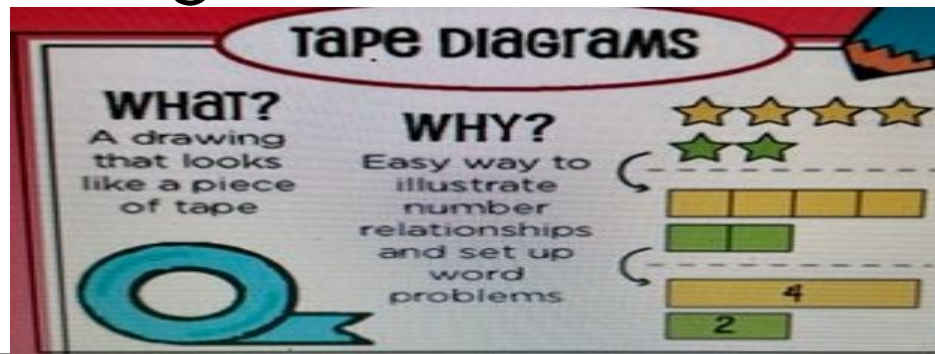 TAPE DIAGRAMS
WHAT?
A drawing
that looks
like a piece
of tape
WHY?
Easy way to
illustrate
number
relationships
and set up
word
problems
4
2